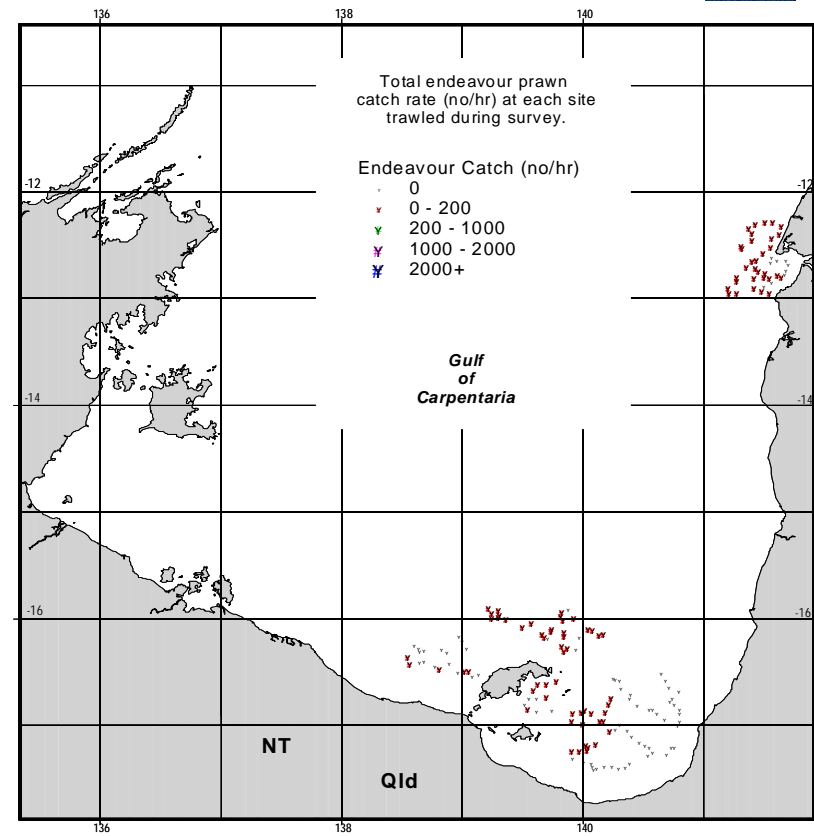 136 138 140
Total endeavour prawn
catch rate (no/hr) at each site
trawled during survey.
Endeavour Catch (no/hr)
0
0 - 200
200 - 1000
1000 - 2000
2000+
-12 -12
Gulf
of
Carpentaria
-14 -14
-16 -16
NT
Qld
136 138 140